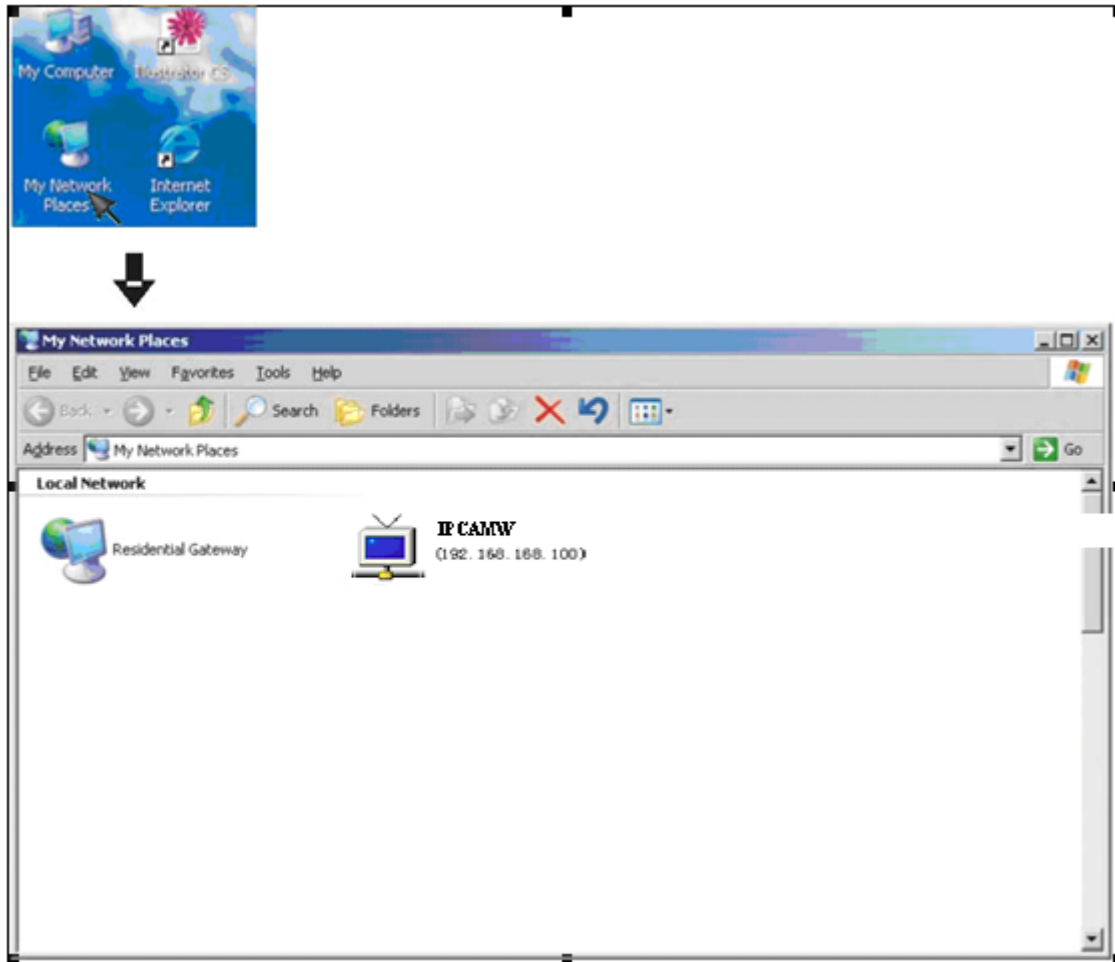 My Computer
Illustrator CS
My Network
Places
Internet
Explorer
My Network Places
File Edit View Favorites Tools Help
Back Search Folders
Address My Network Places Go
Local Network
Residential Gateway
IP CAMW
(192.168.168.100)